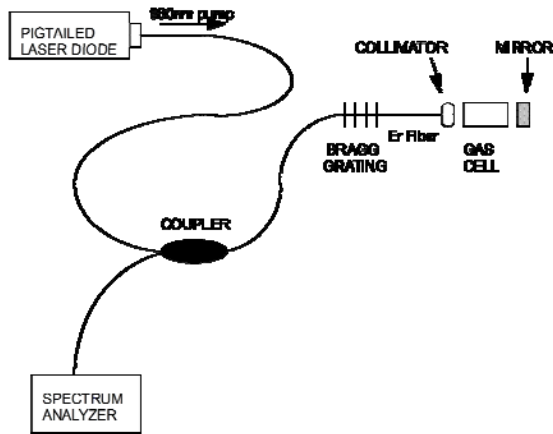 PIGTAILED
LASER DIODE
980nm pump
COLLIMATOR
MIRROR
BRAGG
GRATING
Er Fiber
GAS
CELL
COUPLER
SPECTRUM
ANALYZER